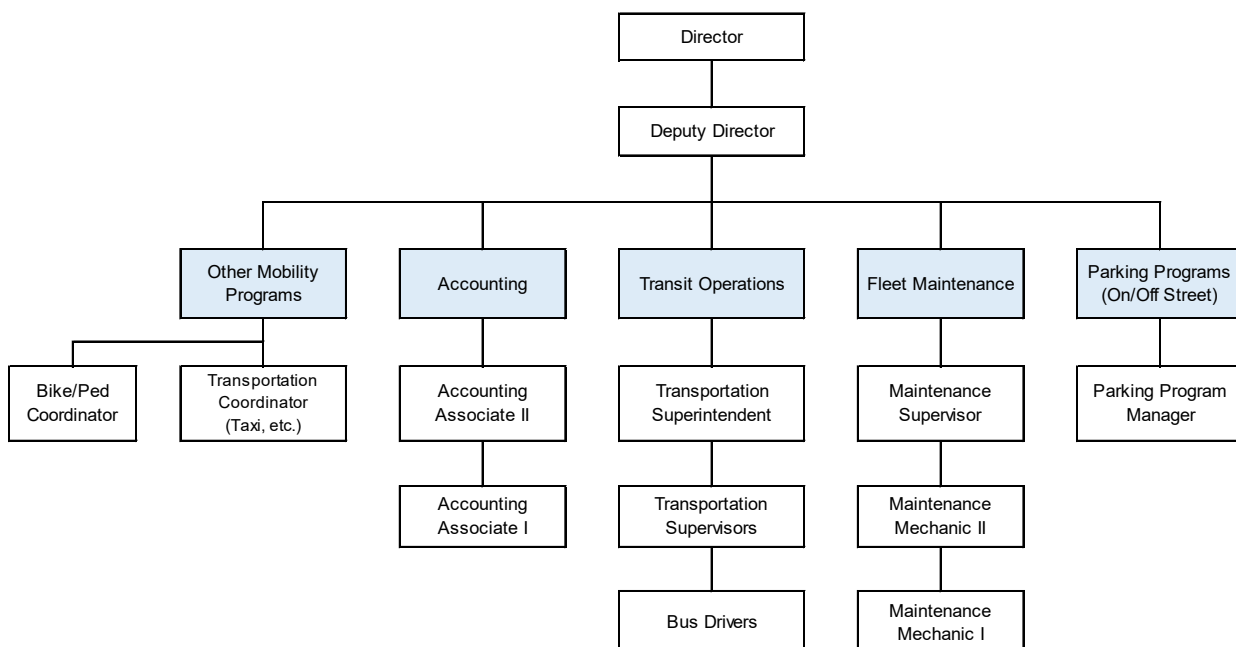 Director
Deputy Director
Other Mobility
Programs
Accounting
Transit Operations
Fleet Maintenance
Parking Programs
(On/Off Street)
Bike/Ped
Coordinator
Transportation
Coordinator
(Taxi, etc.)
Accounting
Associate II
Transportation
Superintendent
Maintenance
Supervisor
Parking Program
Manager
Accounting
Associate I
Transportation
Supervisors
Maintenance
Mechanic II
Bus Drivers
Maintenance
Mechanic I